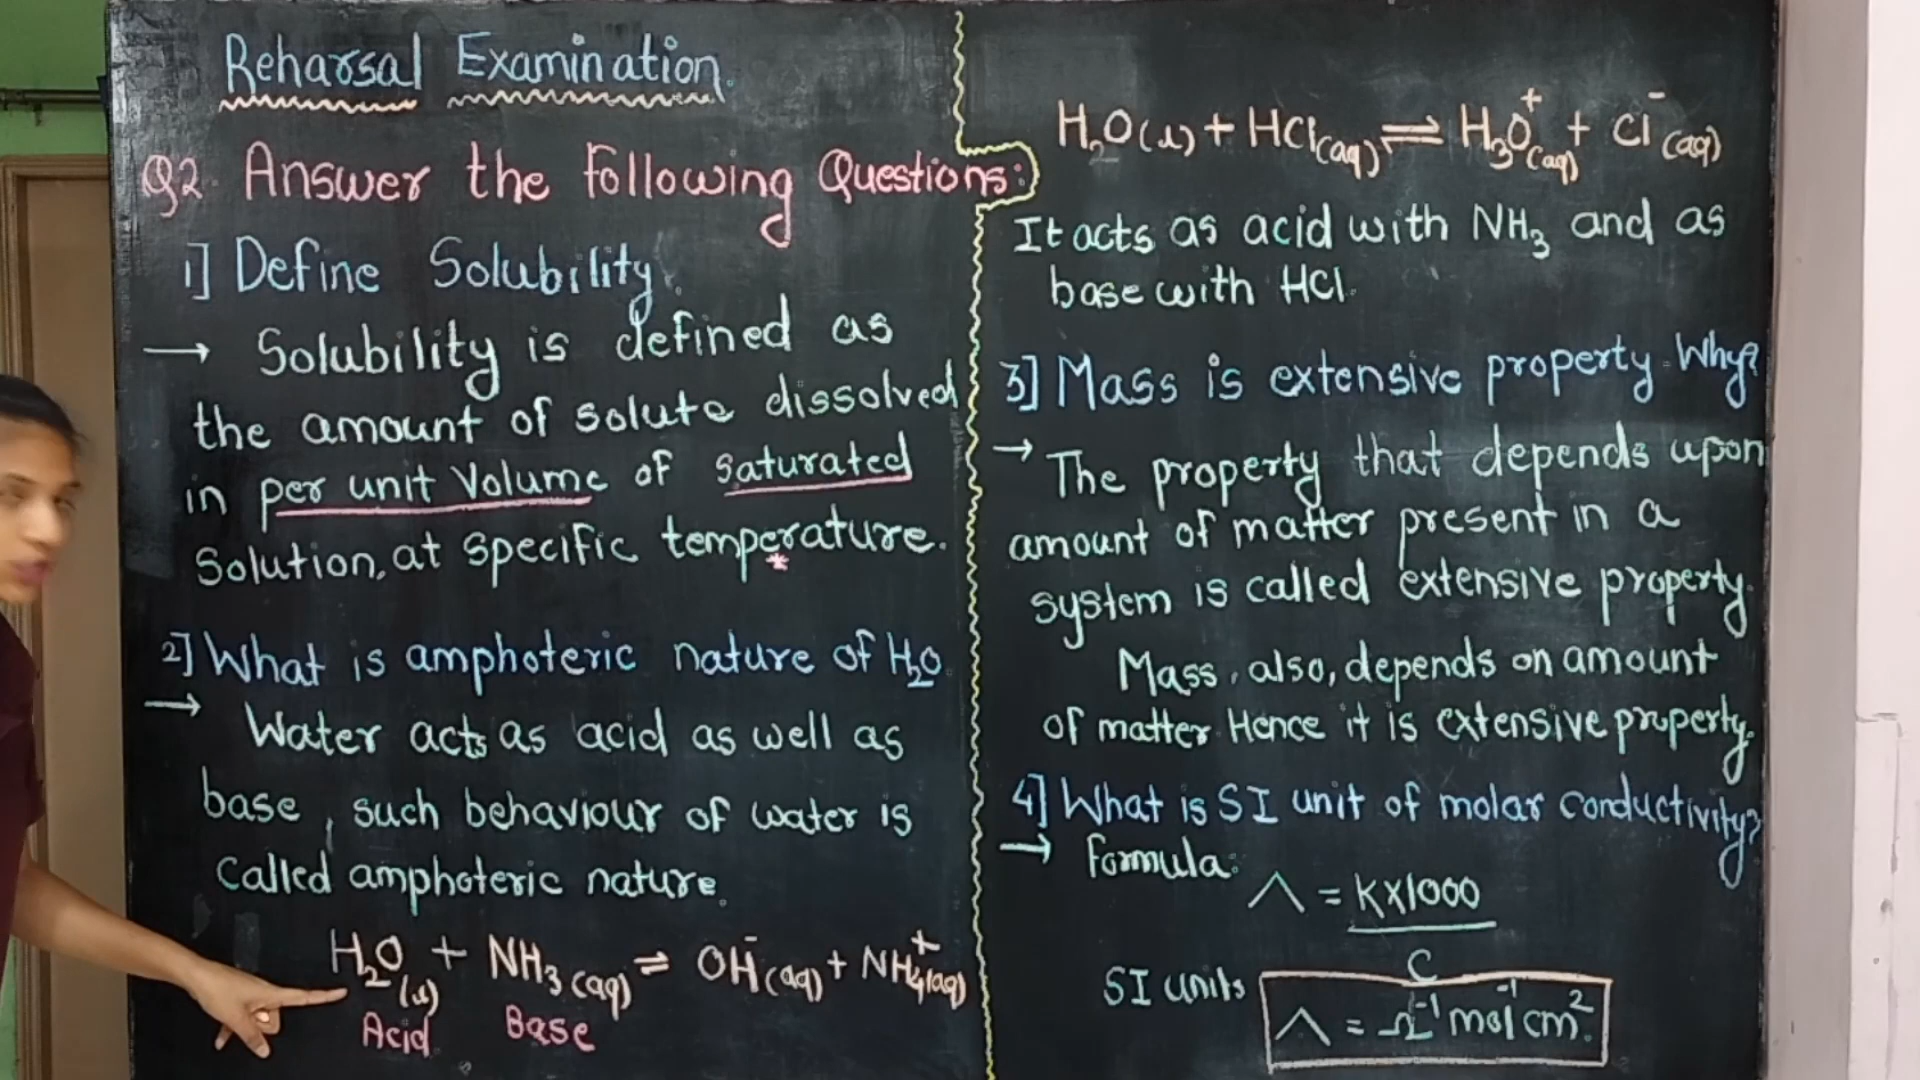 Reharsal Examination.
Q2. Answer the following Questions:
1] Define Solubility.
→ Solubility is defined as
the amount of solute dissolved
in per unit Volume of saturated
Solution, at specific temperature.
*
2] What is amphoteric nature of H₂O
→ Water acts as acid as well as
base, such behaviour of water is
called amphoteric nature.
H₂O(l) + NH₃(aq) ⇌ OH⁻(aq) + NH₄⁺(aq)
Acid Base
H₂O(l) + HCl(aq) ⇌ H₃O⁺(aq) + Cl⁻(aq)
It acts as acid with NH₃ and as
base with HCl.
3] Mass is extensive property. Why?
→ The property that depends upon
amount of matter present in a
system is called extensive property.
Mass, also, depends on amount
of matter. Hence it is extensive property.
4] What is SI unit of molar conductivity?
→ formula:
Λ = k×1000
C
SI units
Λ = Ω⁻¹ mol⁻¹ cm².